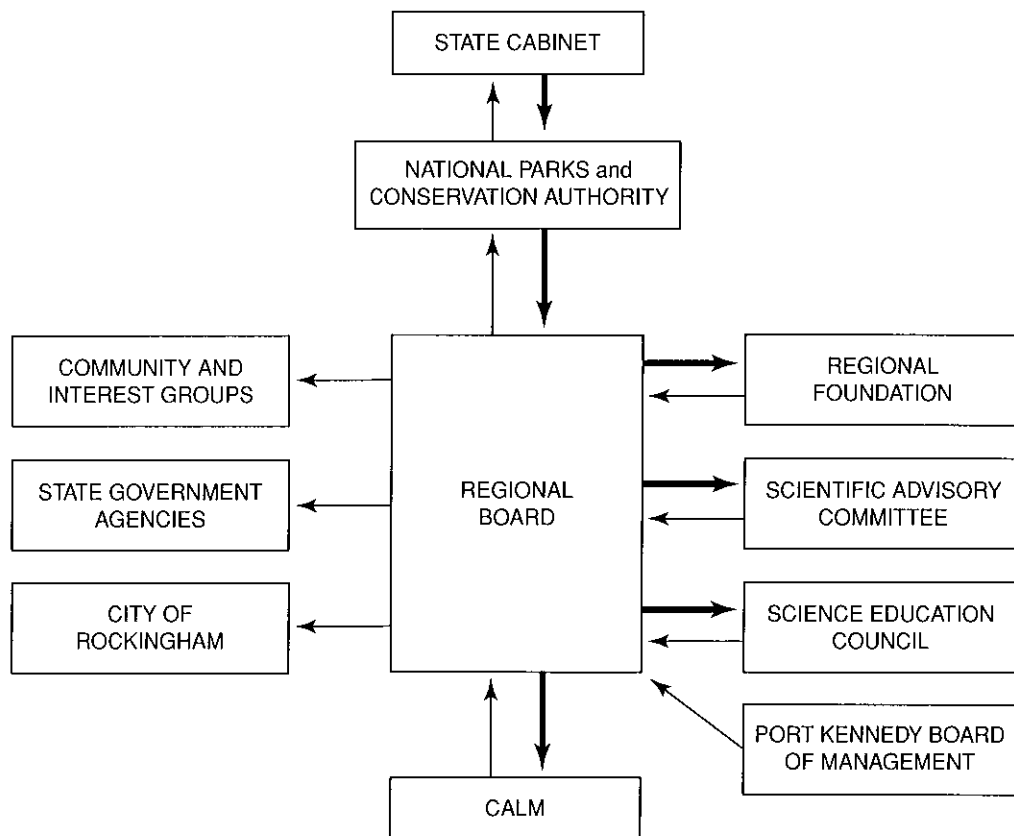 STATE CABINET
NATIONAL PARKS and
CONSERVATION AUTHORITY
COMMUNITY AND
INTEREST GROUPS
STATE GOVERNMENT
AGENCIES
CITY OF
ROCKINGHAM
REGIONAL
BOARD
REGIONAL
FOUNDATION
SCIENTIFIC ADVISORY
COMMITTEE
SCIENCE EDUCATION
COUNCIL
PORT KENNEDY BOARD
OF MANAGEMENT
CALM